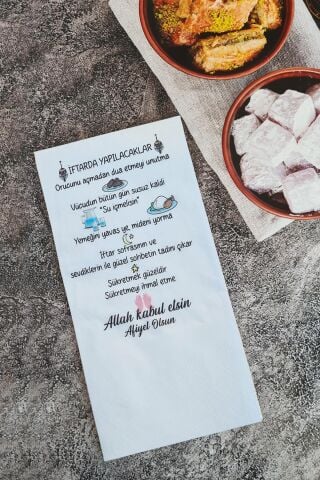 İFTARDA YAPILACAKLAR
Orucunu açmadan dua etmeyi unutma
Vücudun bütün gün susuz kaldı
"Su içmelisin"
Yemeğini yavaş ye, mideni yorma
İftar sofrasının ve
sevdiklerin ile güzel sohbetin tadını çıkar
Şükretmek güzeldir
Şükretmeyi ihmal etme
Allah kabul etsin
Afiyet Olsun